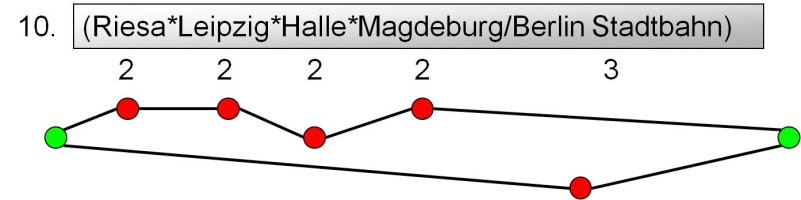 10. (Riesa*Leipzig*Halle*Magdeburg/Berlin Stadtbahn)
2 2 2 2 3